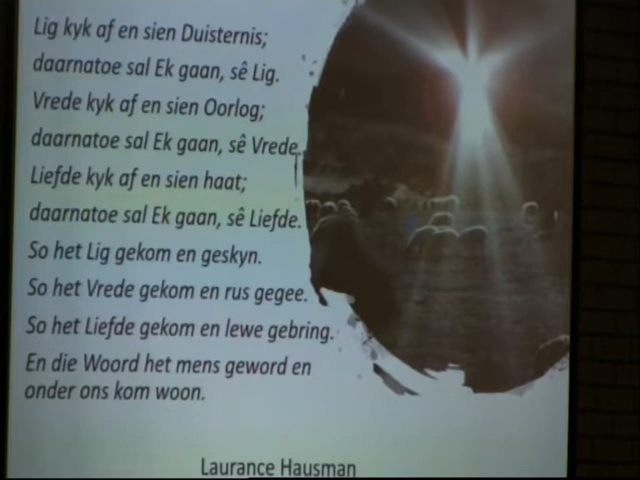 Lig kyk af en sien Duisternis;
daarnatoe sal Ek gaan, sê Lig.
Vrede kyk af en sien Oorlog;
daarnatoe sal Ek gaan, sê Vrede.
Liefde kyk af en sien haat;
daarnatoe sal Ek gaan, sê Liefde.
So het Lig gekom en geskyn.
So het Vrede gekom en rus gegee.
So het Liefde gekom en lewe gebring.
En die Woord het mens geword en
onder ons kom woon.
Laurance Hausman